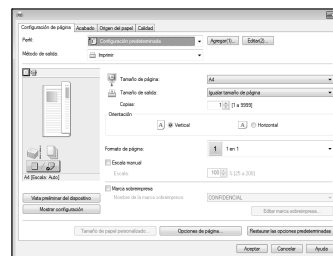 Configuración de página Acabado Origen del papel Calidad
Perfil: Configuración predeterminada Agregar(1)... Editar(2)...
Método de salida: Imprimir
Tamaño de página: A4
Tamaño de salida: Igualar tamaño de página
Copias: 1 [1 a 9999]
Orientación
A Vertical A Horizontal
Formato de página: 1 1 en 1
Escala manual
Escala: 100 % [25 a 200]
A4 [Escala: Auto]
Marca sobreimpresa
Nombre de la marca sobreimpresa: CONFIDENCIAL
Vista preliminar del dispositivo
Mostrar configuración
Editar marca sobreimpresa...
Tamaño de papel personalizado... Opciones de página... Restaurar las opciones predeterminadas
Aceptar Cancelar Ayuda